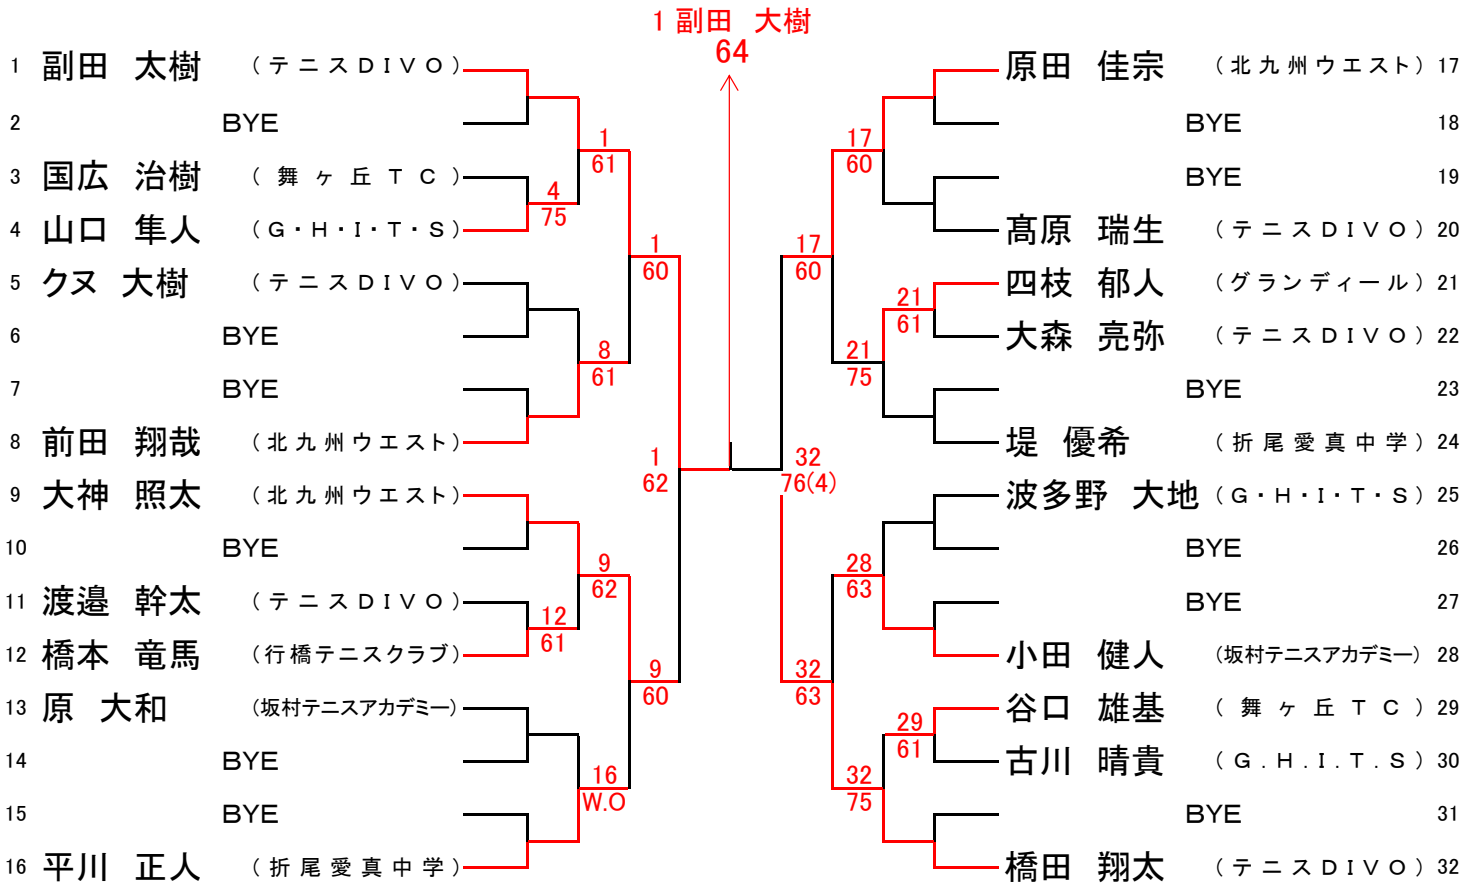 1 副田 大樹
64
1 副田 太樹 (テニスDIVO)
2 BYE
3 国広 治樹 (舞ヶ丘TC)
4 山口 隼人 (G・H・I・T・S)
5 クヌ 大樹 (テニスDIVO)
6 BYE
7 BYE
8 前田 翔哉 (北九州ウエスト)
9 大神 照太 (北九州ウエスト)
10 BYE
11 渡邉 幹太 (テニスDIVO)
12 橋本 竜馬 (行橋テニスクラブ)
13 原 大和 (坂村テニスアカデミー)
14 BYE
15 BYE
16 平川 正人 (折尾愛真中学)
4
75
12
61
1
61
8
61
9
62
16
W.O
1
60
9
60
1
62
32
76(4)
17
60
32
63
17
60
21
75
28
63
32
75
21
61
29
61
原田 佳宗 (北九州ウエスト) 17
BYE 18
BYE 19
髙原 瑞生 (テニスDIVO) 20
四枝 郁人 (グランディール) 21
大森 亮弥 (テニスDIVO) 22
BYE 23
堤 優希 (折尾愛真中学) 24
波多野 大地 (G・H・I・T・S) 25
BYE 26
BYE 27
小田 健人 (坂村テニスアカデミー) 28
谷口 雄基 (舞ヶ丘TC) 29
古川 晴貴 (G.H.I.T.S) 30
BYE 31
橋田 翔太 (テニスDIVO) 32